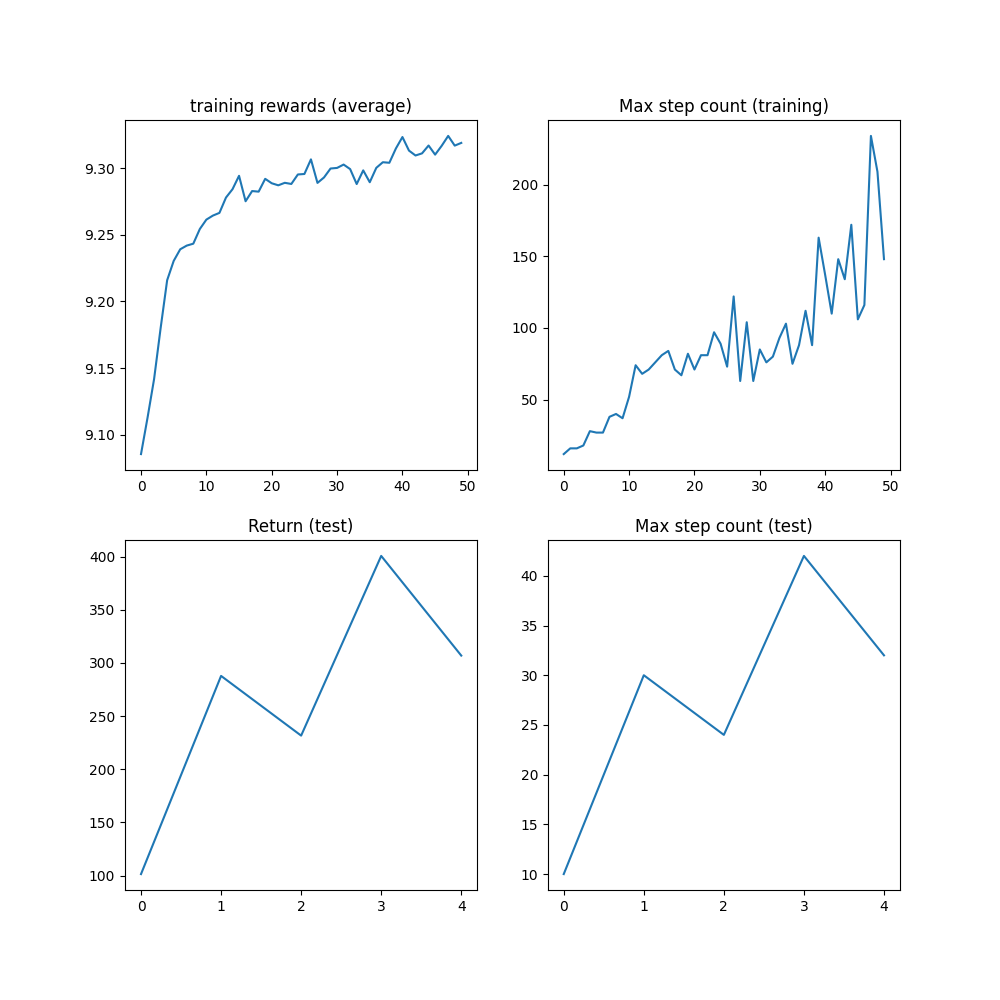 training rewards (average)
9.30
9.25
9.20
9.15
9.10
0 10 20 30 40 50
Max step count (training)
200
150
100
50
0 10 20 30 40 50
Return (test)
400
350
300
250
200
150
100
0 1 2 3 4
Max step count (test)
40
35
30
25
20
15
10
0 1 2 3 4